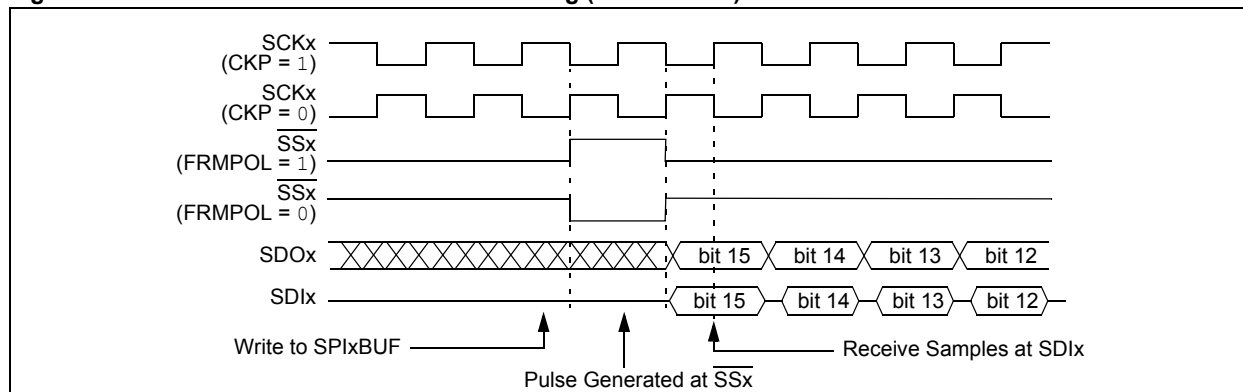 SCKx
(CKP = 1)
SCKx
(CKP = 0)
SSx
(FRMPOL = 1)
SSx
(FRMPOL = 0)
SDOx bit 15 bit 14 bit 13 bit 12
SDIx bit 15 bit 14 bit 13 bit 12
Write to SPIxBUF
Receive Samples at SDIx
Pulse Generated at SSx